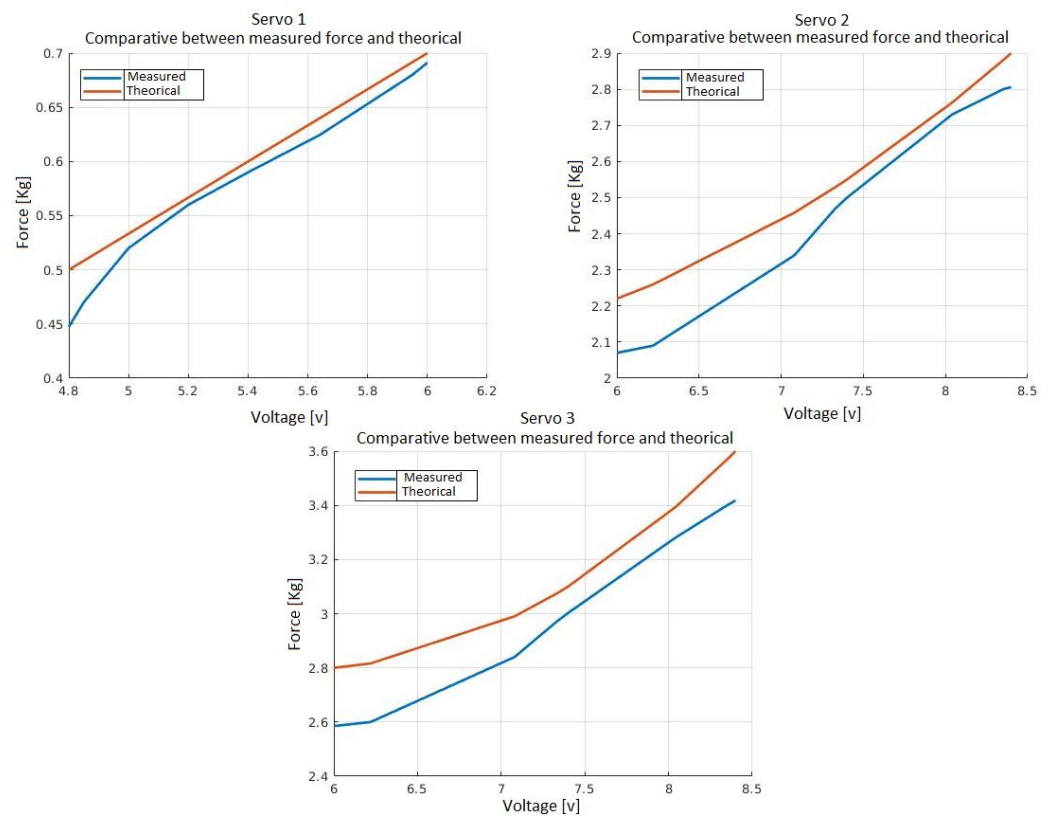 Servo 1
Comparative between measured force and theorical
Measured
Theorical
0.7
0.65
0.6
0.55
0.5
0.45
0.4
Force [Kg]
4.8
5
5.2
5.4
5.6
5.8
6
6.2
Voltage [v]
Servo 2
Comparative between measured force and theorical
Measured
Theorical
2.9
2.8
2.7
2.6
2.5
2.4
2.3
2.2
2.1
2
Force [Kg]
6
6.5
7
7.5
8
8.5
Voltage [v]
Servo 3
Comparative between measured force and theorical
Measured
Theorical
3.6
3.4
3.2
3
2.8
2.6
2.4
Force [Kg]
6
6.5
7
7.5
8
8.5
Voltage [v]